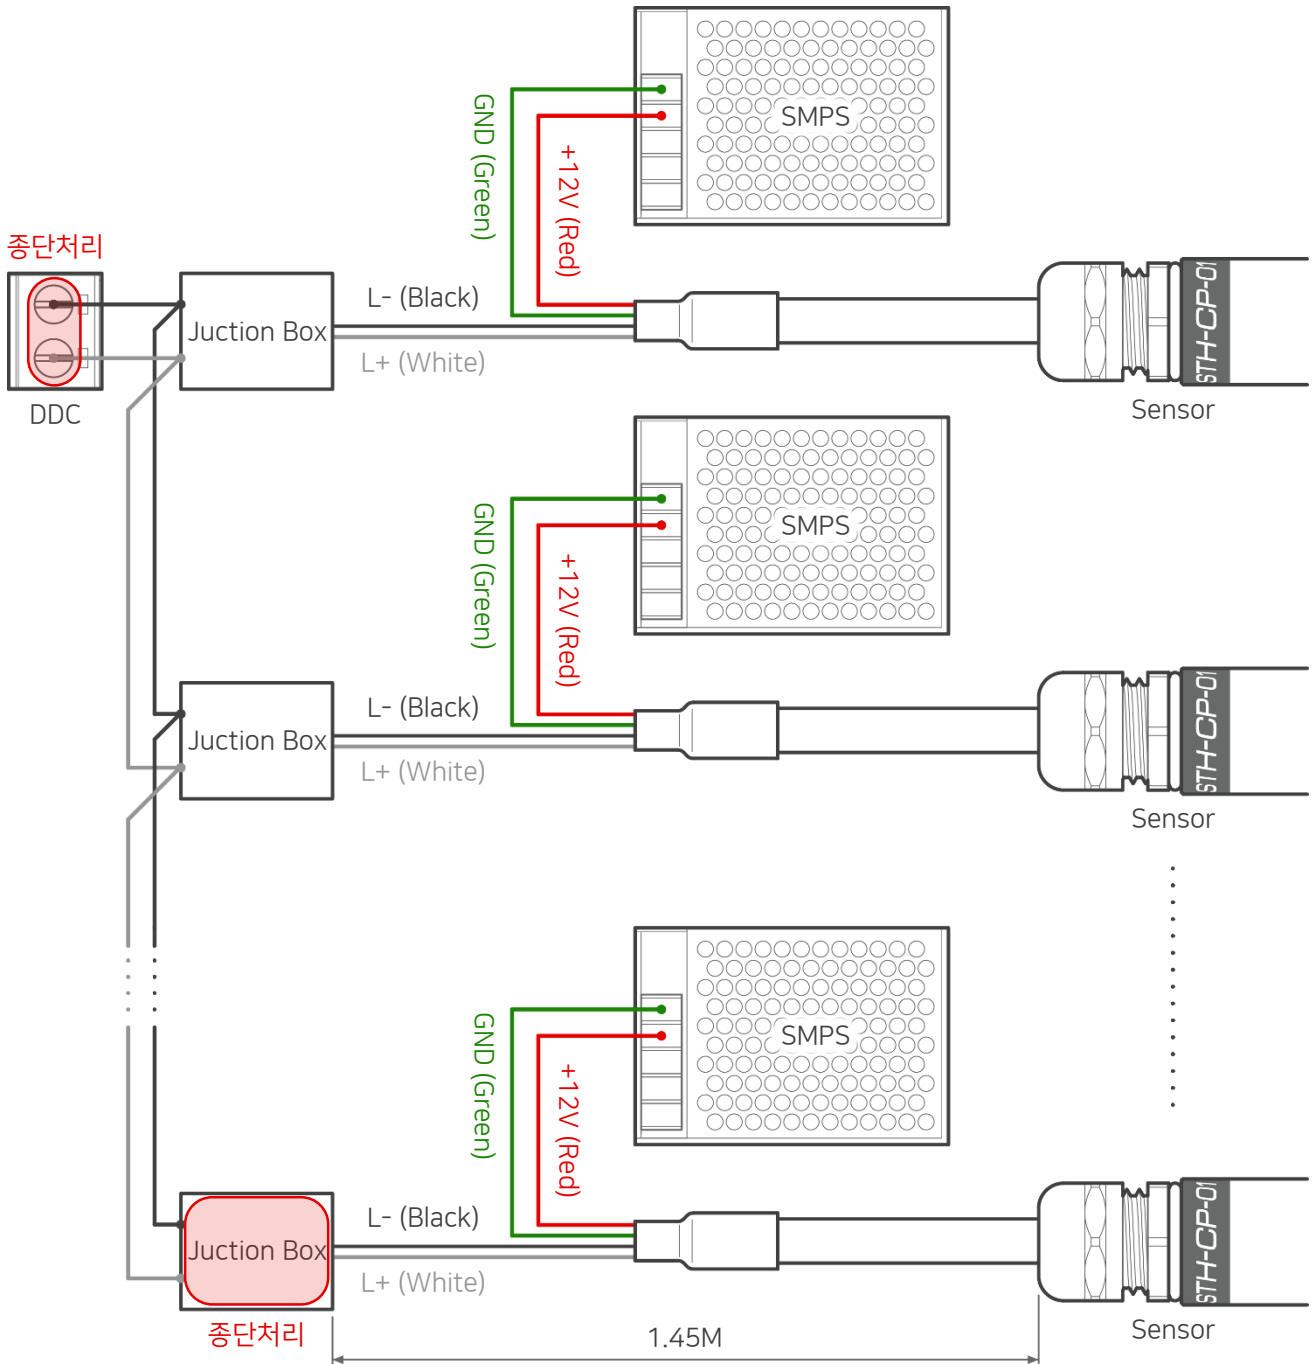 SMPS
GND (Green)
+12V (Red)
종단처리
L- (Black)
Juction Box
L+ (White)
STH-CP-01
DDC
Sensor
SMPS
GND (Green)
+12V (Red)
L- (Black)
Juction Box
L+ (White)
STH-CP-01
Sensor
SMPS
GND (Green)
+12V (Red)
L- (Black)
Juction Box
L+ (White)
STH-CP-01
종단처리
1.45M
Sensor